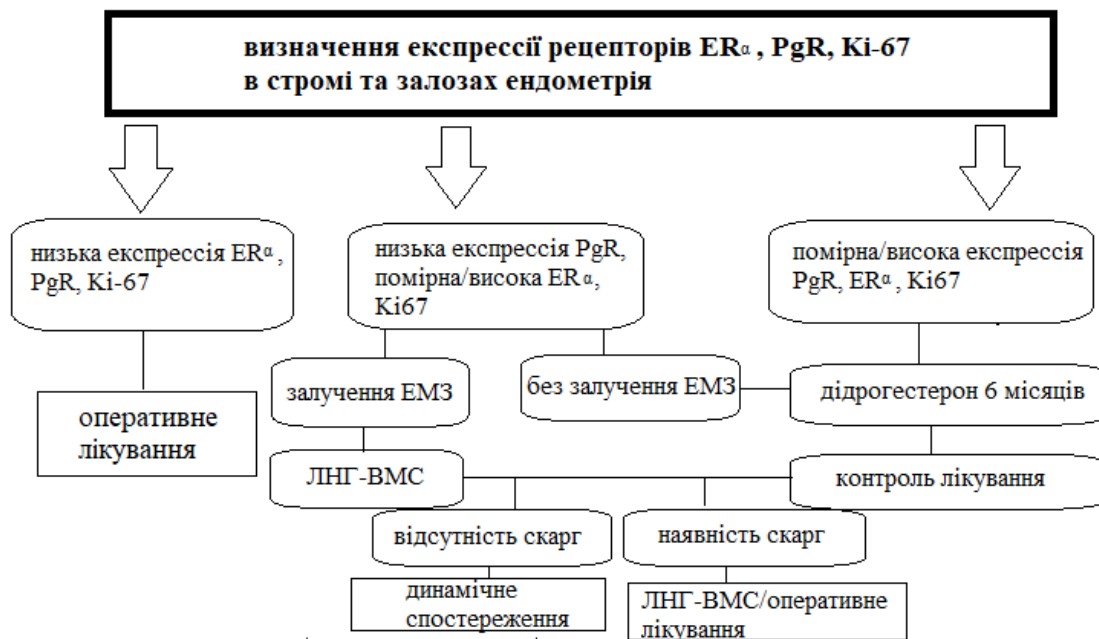 визначення експрессії рецепторів ERα , PgR, Ki-67
в стромі та залозах ендометрія
низька експрессія ERα ,
PgR, Ki-67
низька експрессія PgR,
помірна/висока ERα,
Ki67
помірна/висока експрессія
PgR, ERα , Ki67
залучення ЕМЗ
без залучення ЕМЗ
дідрогестерон 6 місяців
оперативне
лікування
ЛНГ-ВМС
контроль лікування
відсутність скарг
наявність скарг
динамічне
спостереження
ЛНГ-ВМС/оперативне
лікування